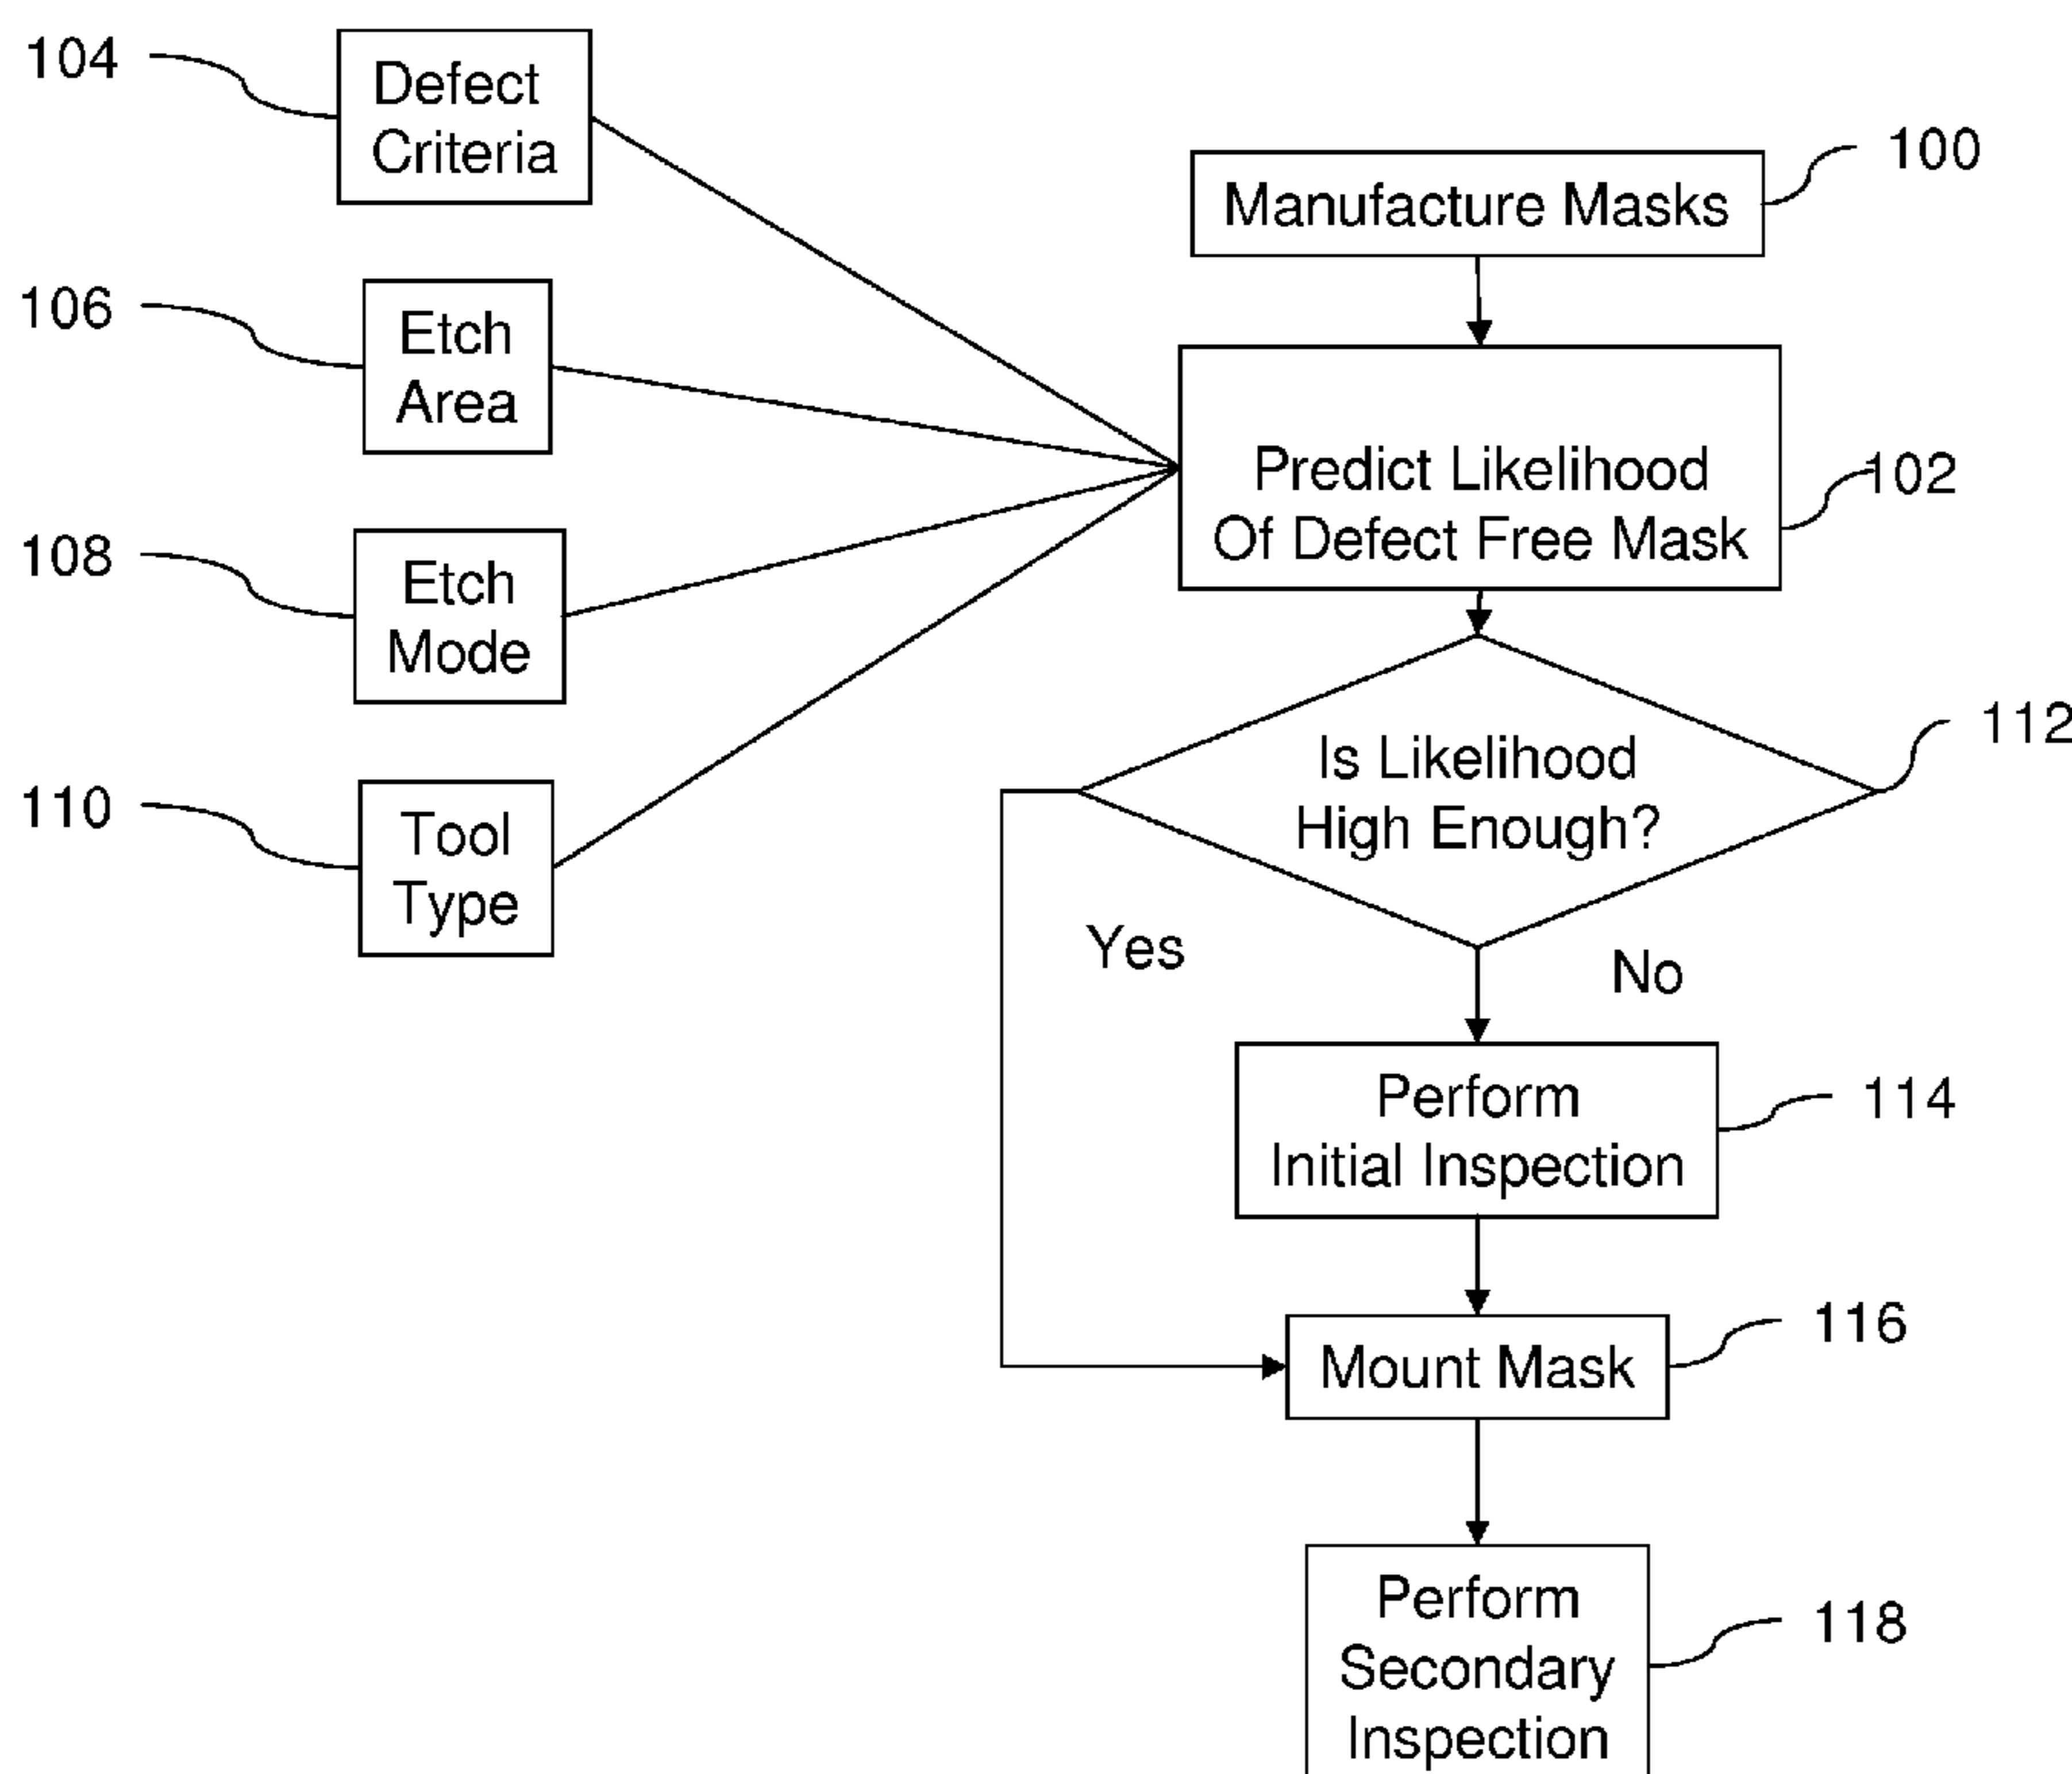 104
Defect
Criteria
106
Etch
Area
108
Etch
Mode
110
Tool
Type
Manufacture Masks
100
Predict Likelihood
Of Defect Free Mask
102
Is Likelihood
High Enough?
112
Yes
No
Perform
Initial Inspection
114
Mount Mask
116
Perform
Secondary
Inspection
118